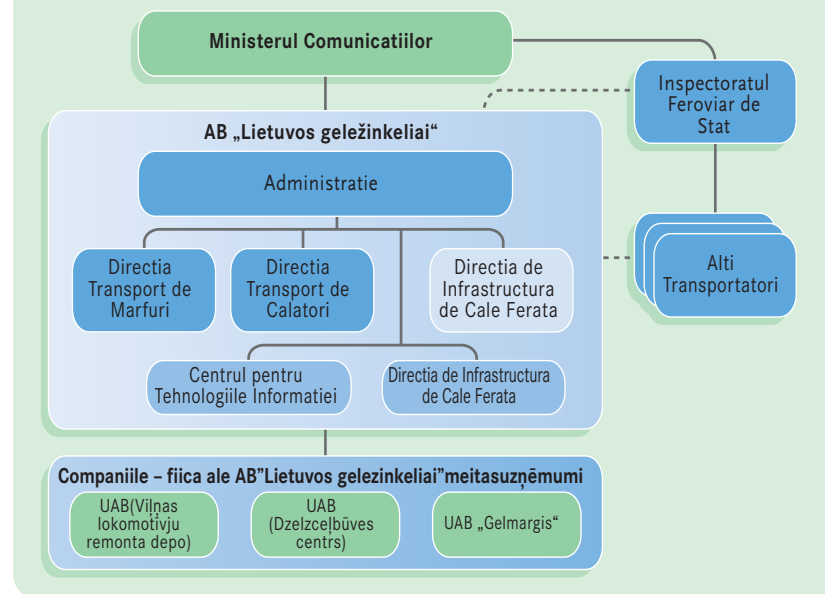 Ministerul Comunicatiilor
Inspectoratul
Feroviar de
Stat
AB „Lietuvos geležinkeliai“
Administratie
Directia
Transport de
Marfuri
Directia
Transport de
Calatori
Directia de
Infrastructura
de Cale Ferata
Alti
Transportatori
Centrul pentru
Tehnologiile Informatiei
Directia de Infrastructura
de Cale Ferata
Companiile – fiica ale AB”Lietuvos gelezinkeliai”meitasuzņēmumi
UAB(Viļņas
lokomotīvju
remonta depo)
UAB
(Dzelzceļbūves
centrs)
UAB „Gelmargis“